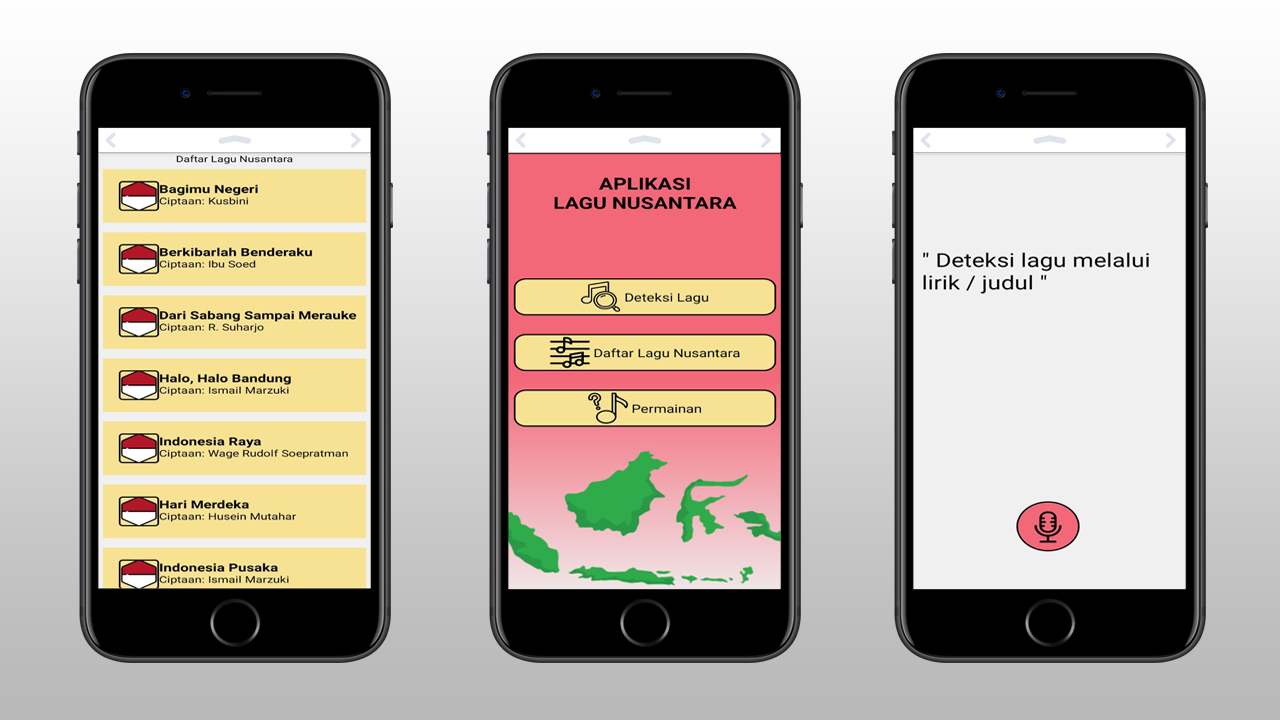 Daftar Lagu Nusantara
Bagimu Negeri
Ciptaan: Kusbini
Berkibarlah Benderaku
Ciptaan: Ibu Soed
Dari Sabang Sampai Merauke
Ciptaan: R. Suharjo
Halo, Halo Bandung
Ciptaan: Ismail Marzuki
Indonesia Raya
Ciptaan: Wage Rudolf Soepratman
Hari Merdeka
Ciptaan: Husein Mutahar
Indonesia Pusaka
Ciptaan: Ismail Marzuki
APLIKASI
LAGU NUSANTARA
Deteksi Lagu
Daftar Lagu Nusantara
Permainan
" Deteksi lagu melalui
lirik / judul "